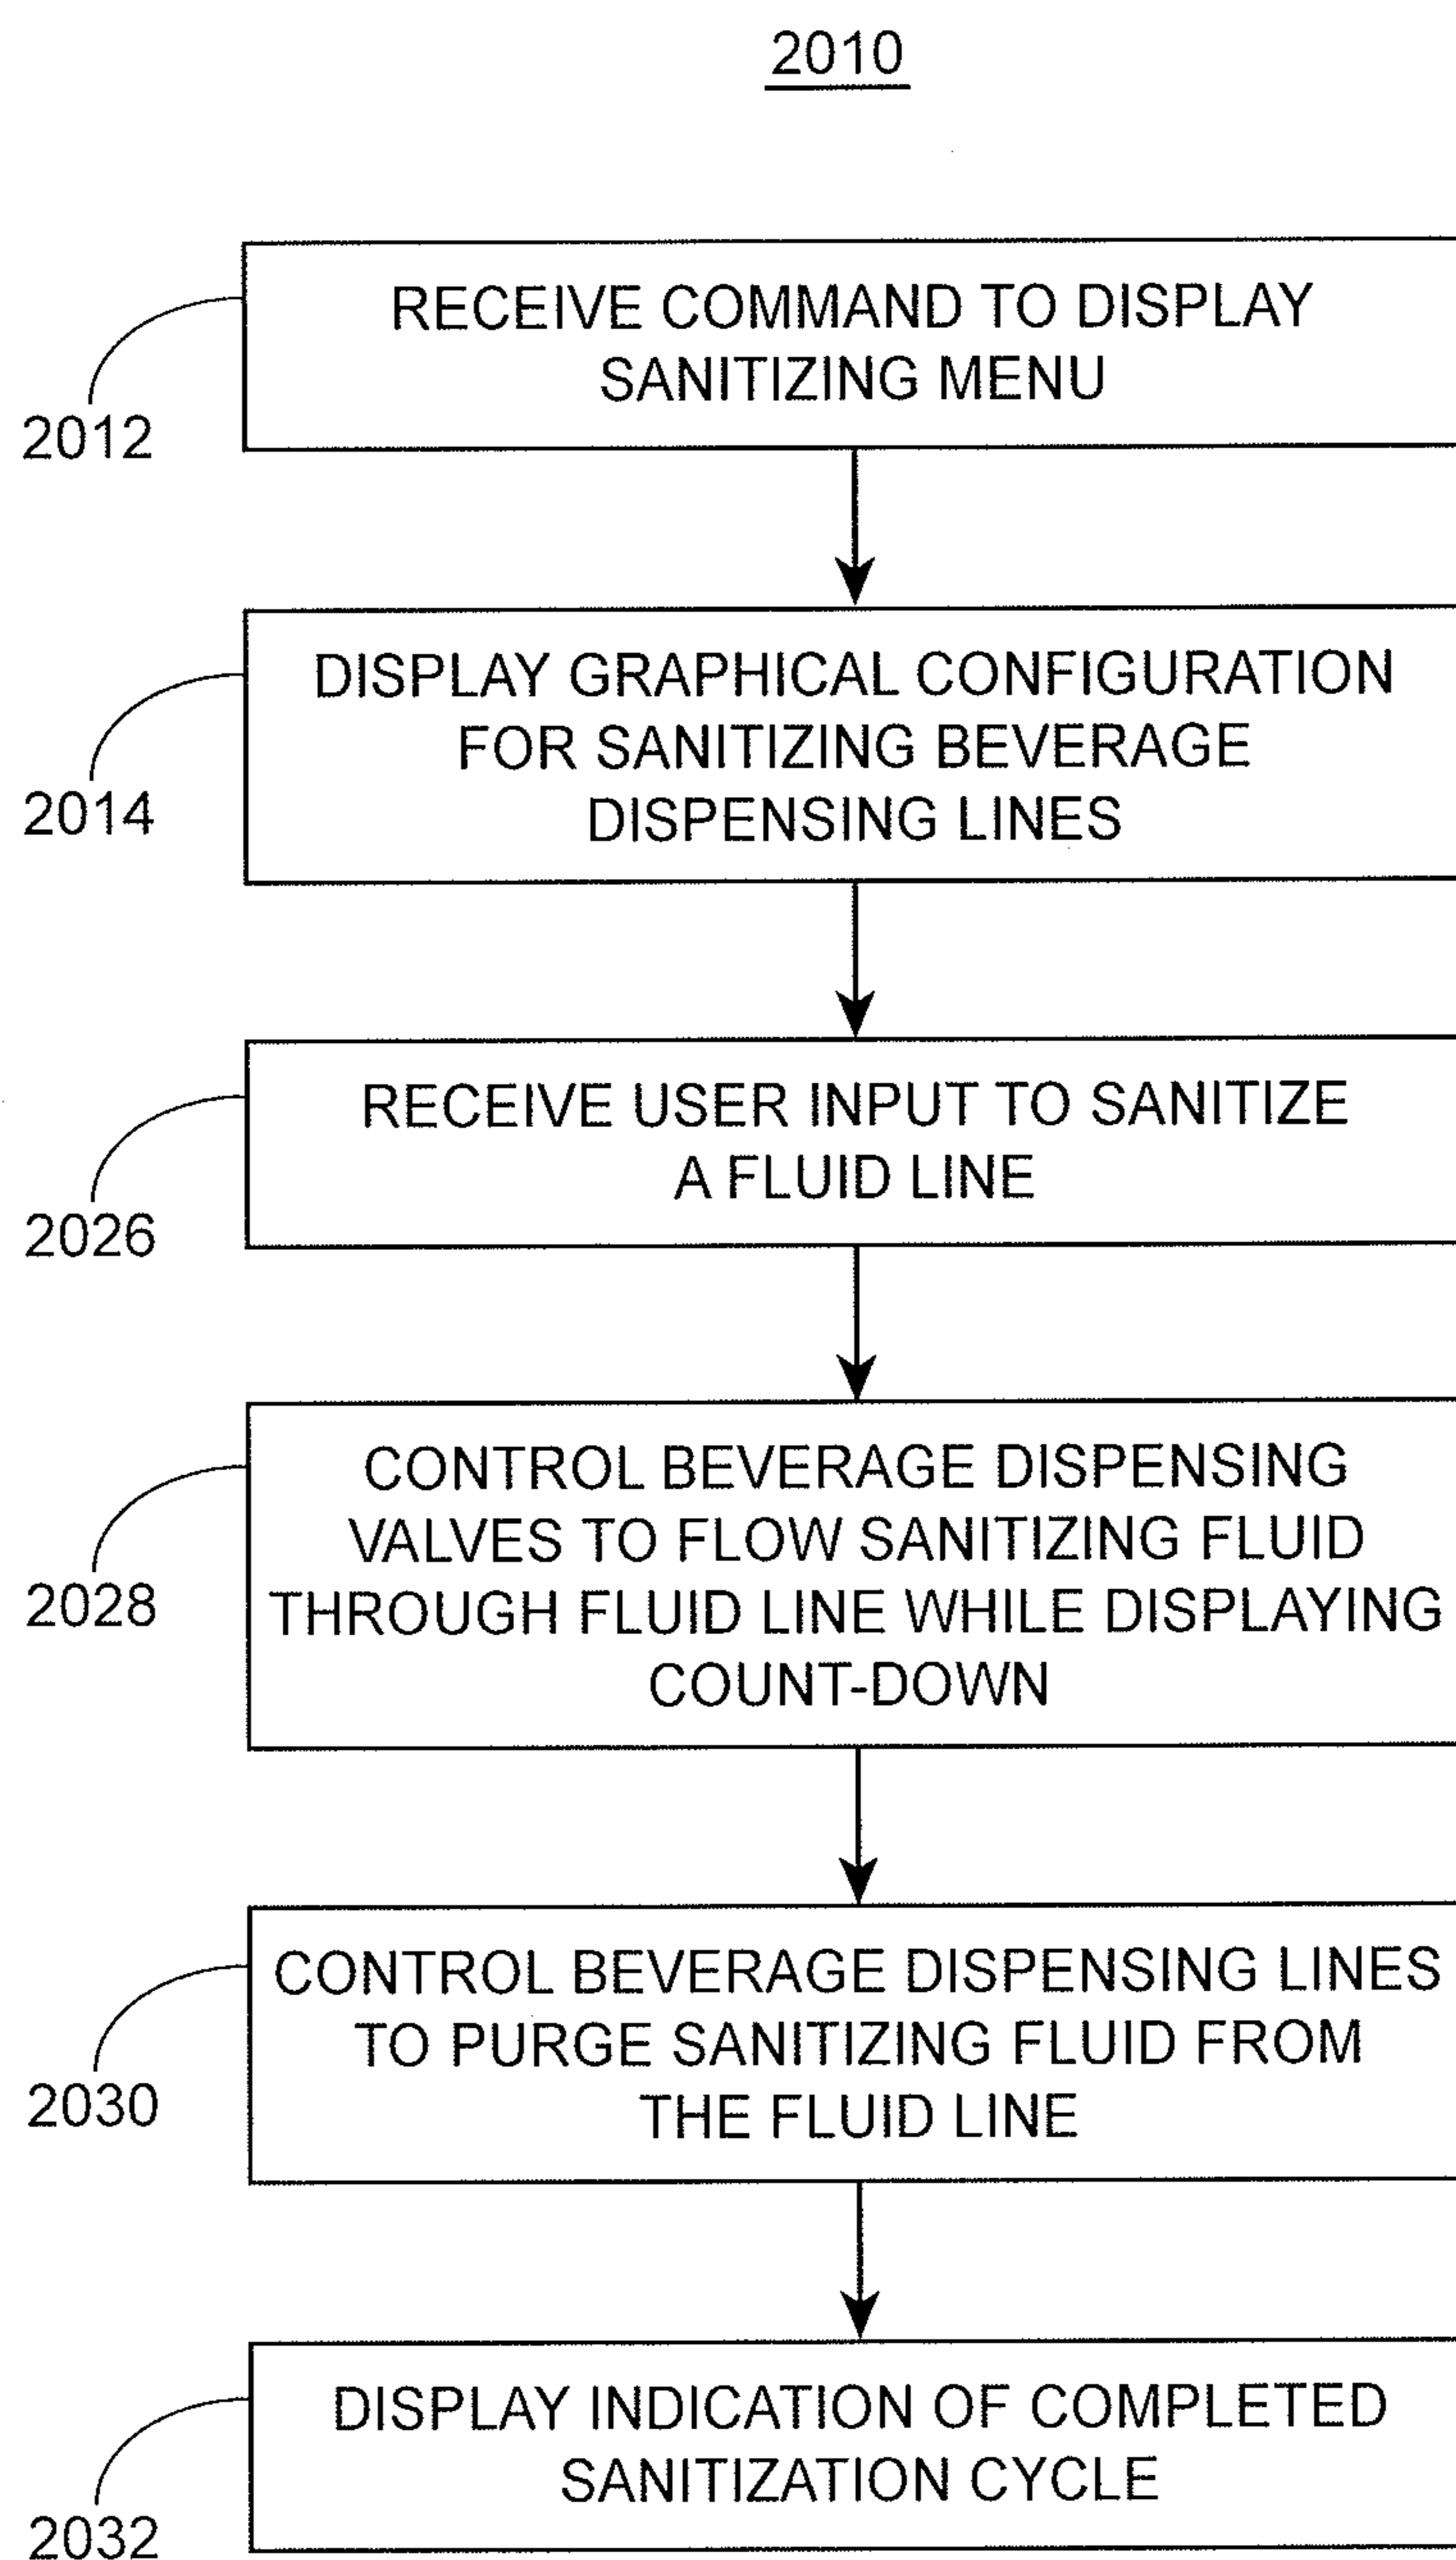 2010
RECEIVE COMMAND TO DISPLAY
SANITIZING MENU
2012
DISPLAY GRAPHICAL CONFIGURATION
FOR SANITIZING BEVERAGE
DISPENSING LINES
2014
RECEIVE USER INPUT TO SANITIZE
A FLUID LINE
2026
CONTROL BEVERAGE DISPENSING
VALVES TO FLOW SANITIZING FLUID
THROUGH FLUID LINE WHILE DISPLAYING
COUNT-DOWN
2028
CONTROL BEVERAGE DISPENSING LINES
TO PURGE SANITIZING FLUID FROM
THE FLUID LINE
2030
DISPLAY INDICATION OF COMPLETED
SANITIZATION CYCLE
2032